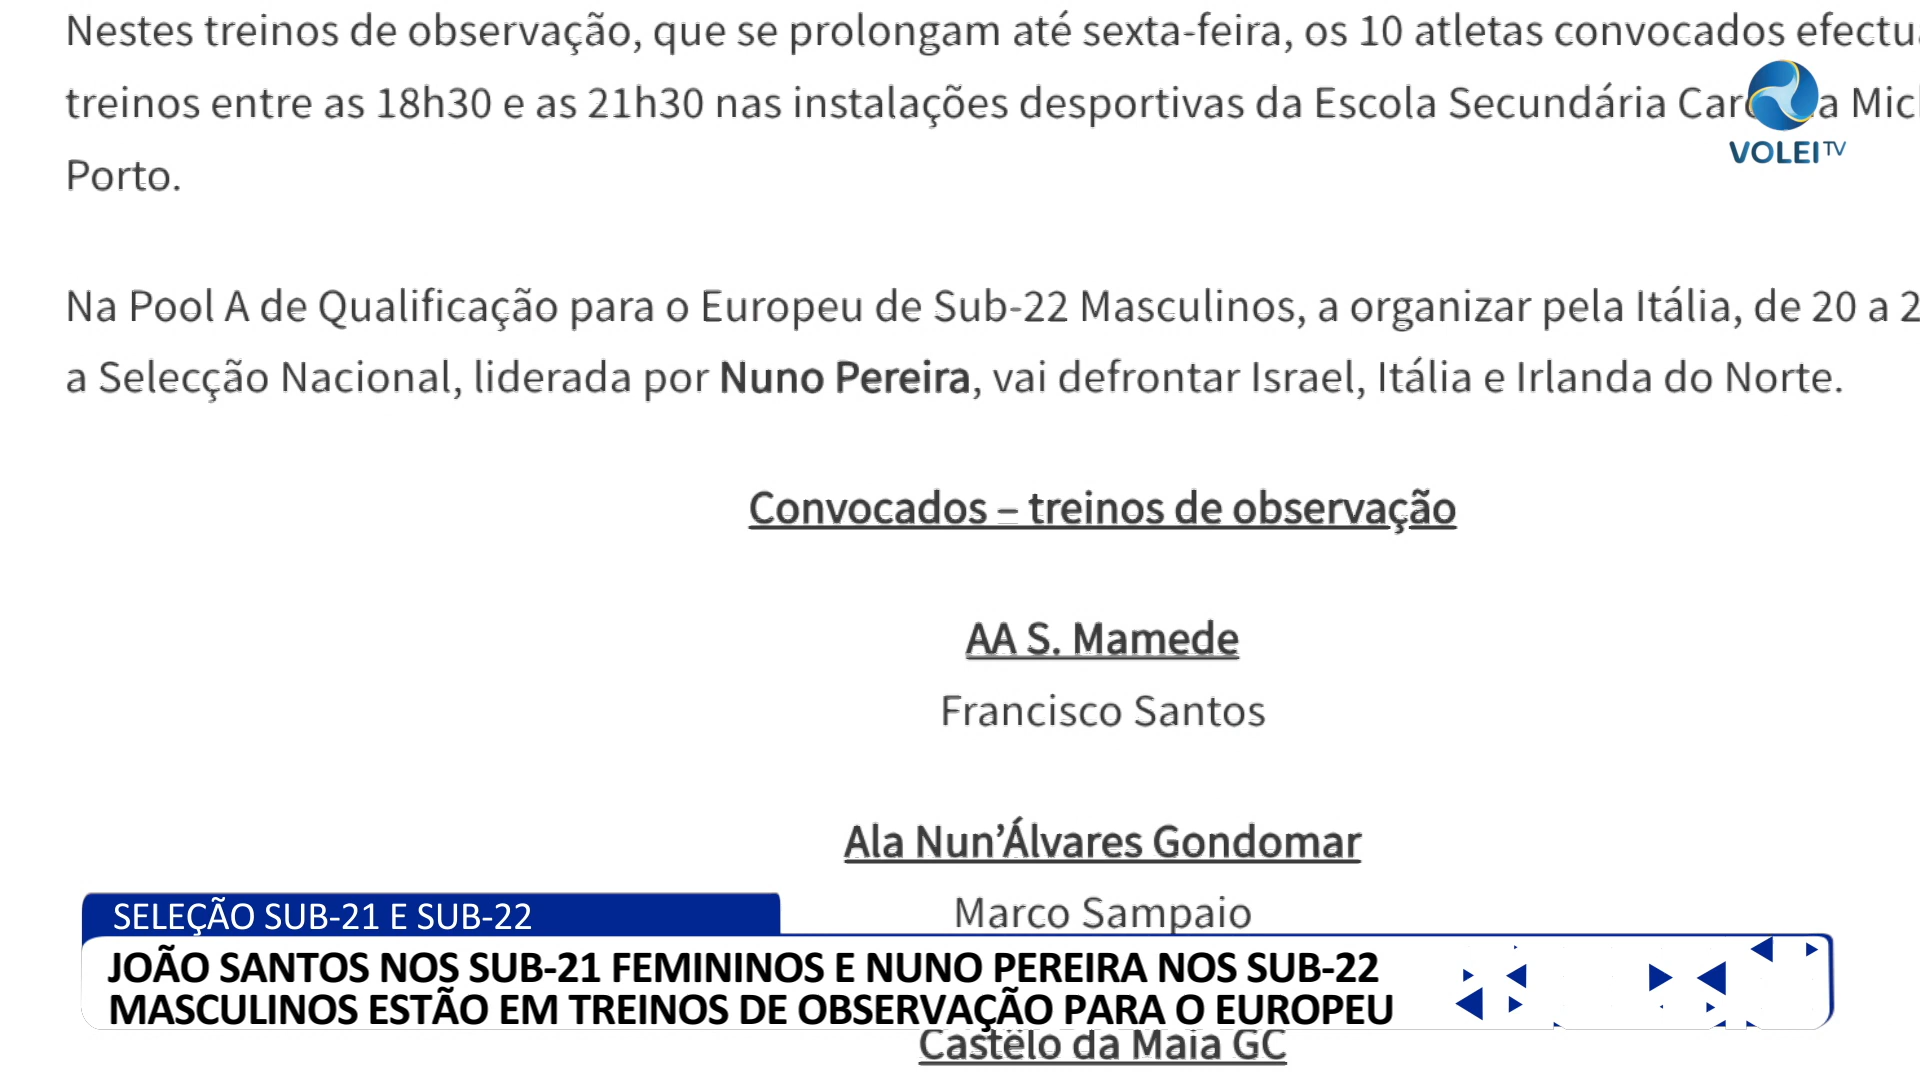 Nestes treinos de observação, que se prolongam até sexta-feira, os 10 atletas convocados
treinos entre as 18h30 e as 21h30 nas instalações desportivas da Escola Secundária
VOLEI TV
Porto.
Na Pool A de Qualificação para o Europeu de Sub-22 Masculinos, a organizar pela Itália, de 20 a
a Selecção Nacional, liderada por Nuno Pereira, vai defrontar Israel, Itália e Irlanda do Norte.
Convocados – treinos de observação
AA S. Mamede
Francisco Santos
Ala Nun’Álvares Gondomar
Marco Sampaio
SELEÇÃO SUB-21 E SUB-22
JOÃO SANTOS NOS SUB-21 FEMININOS E NUNO PEREIRA NOS SUB-22
MASCULINOS ESTÃO EM TREINOS DE OBSERVAÇÃO PARA O EUROPEU
Castêlo da Maia GC